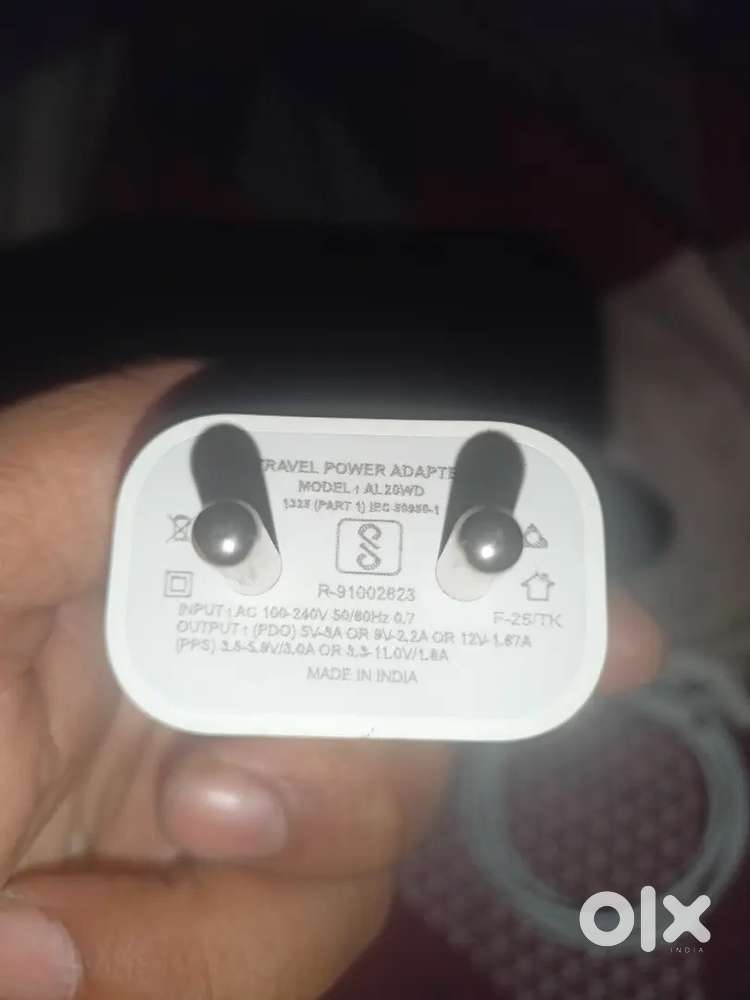 TRAVEL POWER ADAPTE
MODEL : AL20WD
(PART 1) IEC 60950-1
R-91002823
INPUT : AC 100-240V 50/60Hz 0.7
F-25/TK
OUTPUT : (PDO) 5V-3A OR 9V-2.2A OR 12V-1.67A
(PPS) 3.3-5.9V/3.0A OR 3.3-11.0V/1.8A
MADE IN INDIA
olx
INDIA